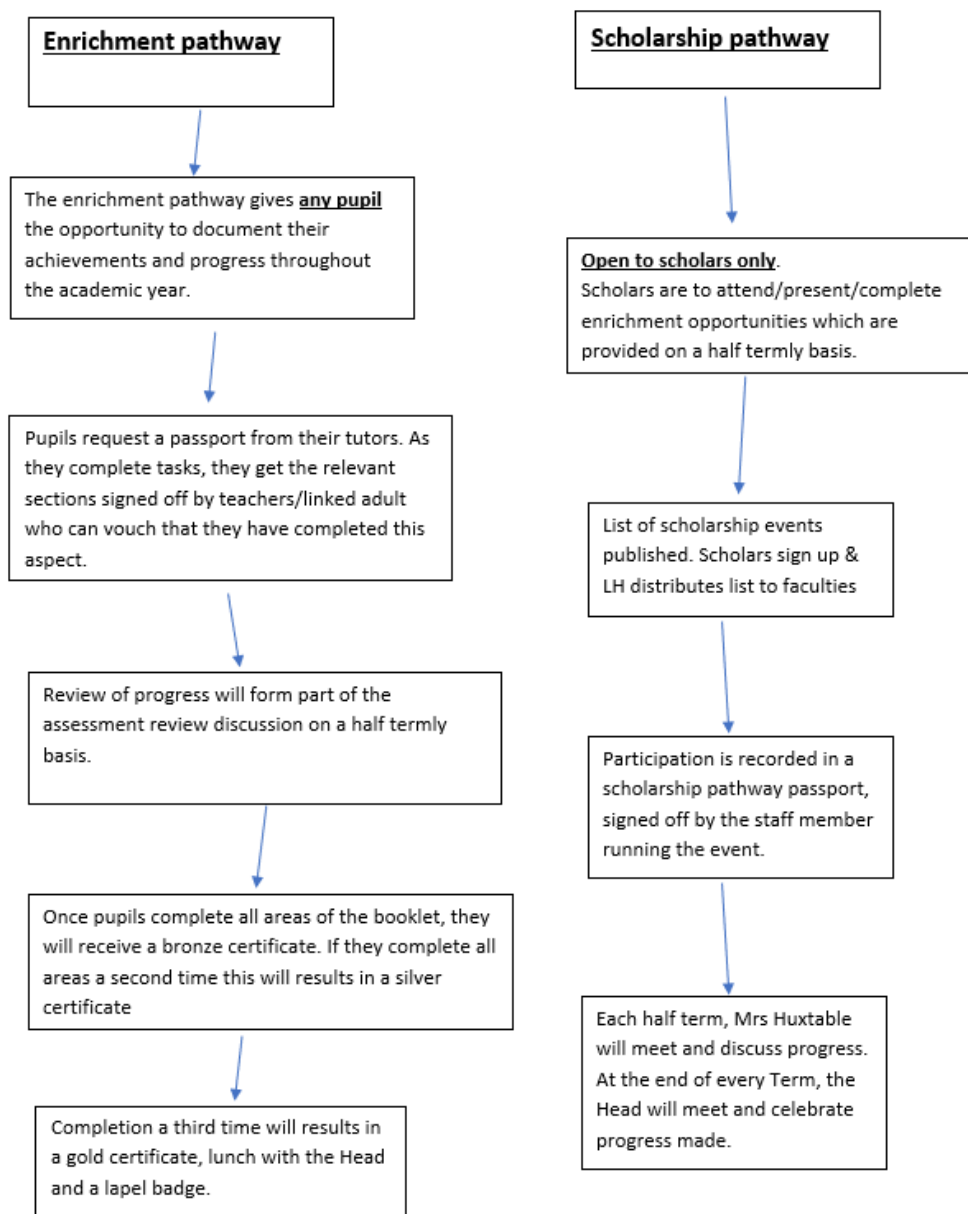 Enrichment pathway
The enrichment pathway gives any pupil
the opportunity to document their
achievements and progress throughout
the academic year.
Pupils request a passport from their tutors. As
they complete tasks, they get the relevant
sections signed off by teachers/linked adult
who can vouch that they have completed this
aspect.
Review of progress will form part of the
assessment review discussion on a half termly
basis.
Once pupils complete all areas of the booklet, they
will receive a bronze certificate. If they complete all
areas a second time this will results in a silver
certificate
Completion a third time will results in
a gold certificate, lunch with the Head
and a lapel badge.
Scholarship pathway
Open to scholars only.
Scholars are to attend/present/complete
enrichment opportunities which are
provided on a half termly basis.
List of scholarship events
published. Scholars sign up &
LH distributes list to faculties
Participation is recorded in a
scholarship pathway passport,
signed off by the staff member
running the event.
Each half term, Mrs Huxtable
will meet and discuss progress.
At the end of every Term, the
Head will meet and celebrate
progress made.